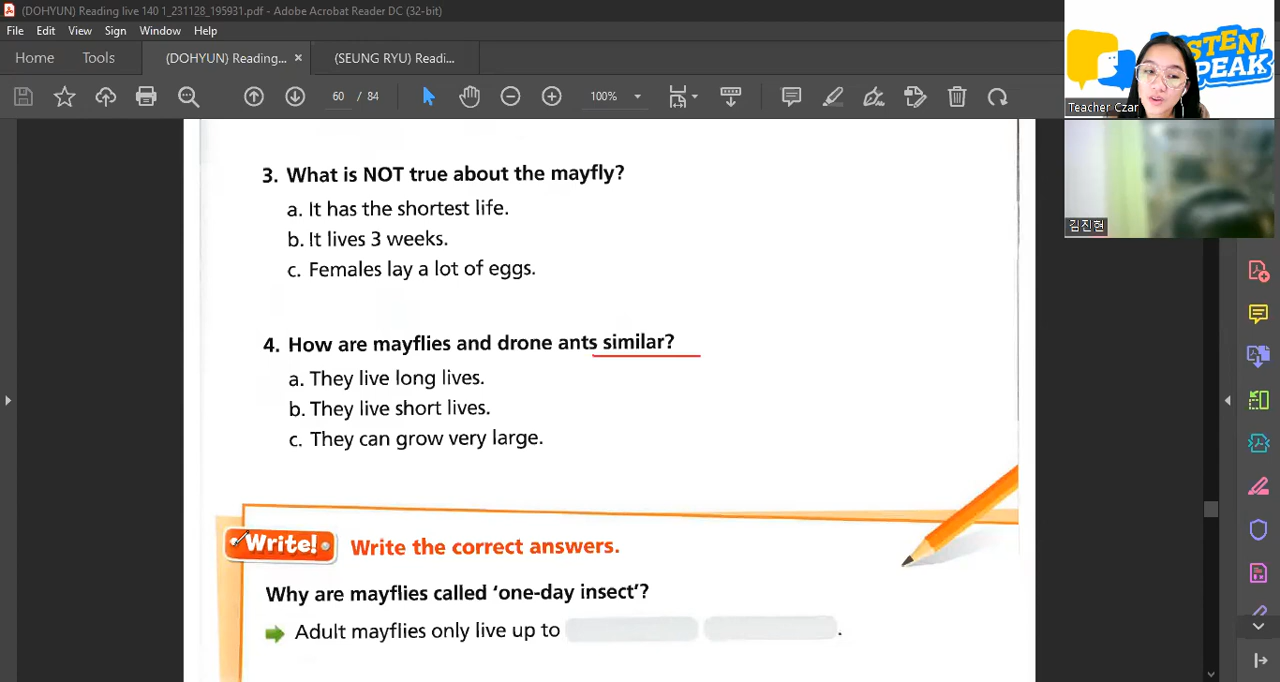 (DOHYUN) Reading live 140 1_231128_195931.pdf - Adobe Acrobat Reader DC (32-bit)
File Edit View Sign Window Help
Home Tools (DOHYUN) Reading... × (SEUNG RYU) Readi...
60 / 84 100%
3. What is NOT true about the mayfly?
a. It has the shortest life.
b. It lives 3 weeks.
c. Females lay a lot of eggs.
4. How are mayflies and drone ants similar?
a. They live long lives.
b. They live short lives.
c. They can grow very large.
Write! Write the correct answers.
Why are mayflies called ‘one-day insect’?
Adult mayflies only live up to .
PEAK
Teacher Czar
김진현